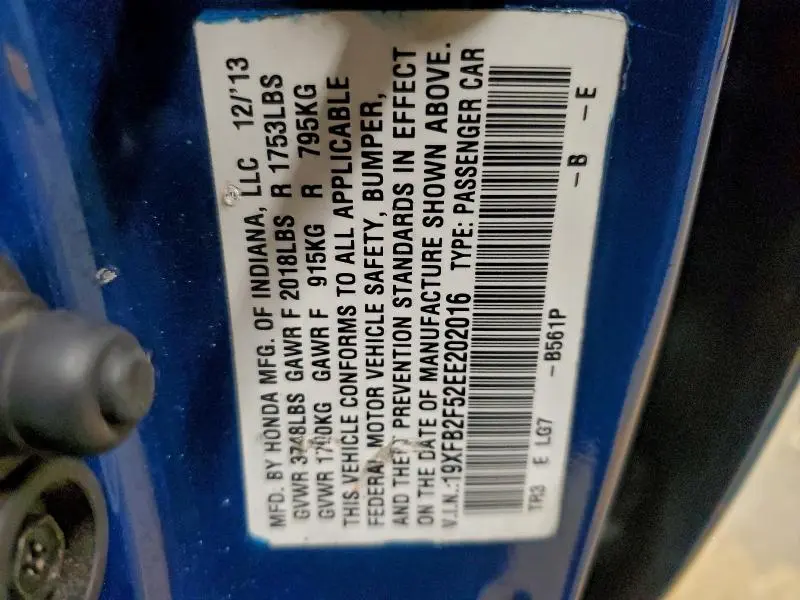 MFD. BY HONDA MFG. OF INDIANA, LLC 12/'13
GVWR 3748LBS GAWR F 2018LBS R 1753LBS
GVWR 1700KG GAWR F 915KG R 795KG
THIS VEHICLE CONFORMS TO ALL APPLICABLE
FEDERAL MOTOR VEHICLE SAFETY, BUMPER,
AND THEFT PREVENTION STANDARDS IN EFFECT
ON THE DATE OF MANUFACTURE SHOWN ABOVE.
V.I.N.:19XFB2F52EE202016 TYPE: PASSENGER CAR
TR3 E LG7 -B561P -B -E